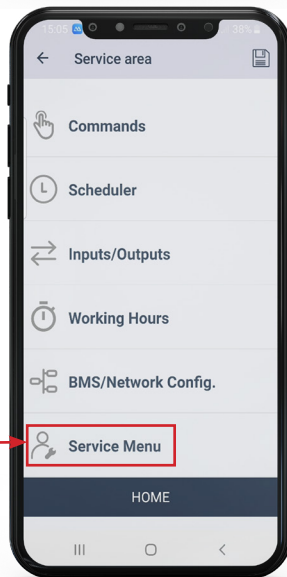 15:05 38%
Service area
Commands
Scheduler
Inputs/Outputs
Working Hours
BMS/Network Config.
Service Menu
HOME